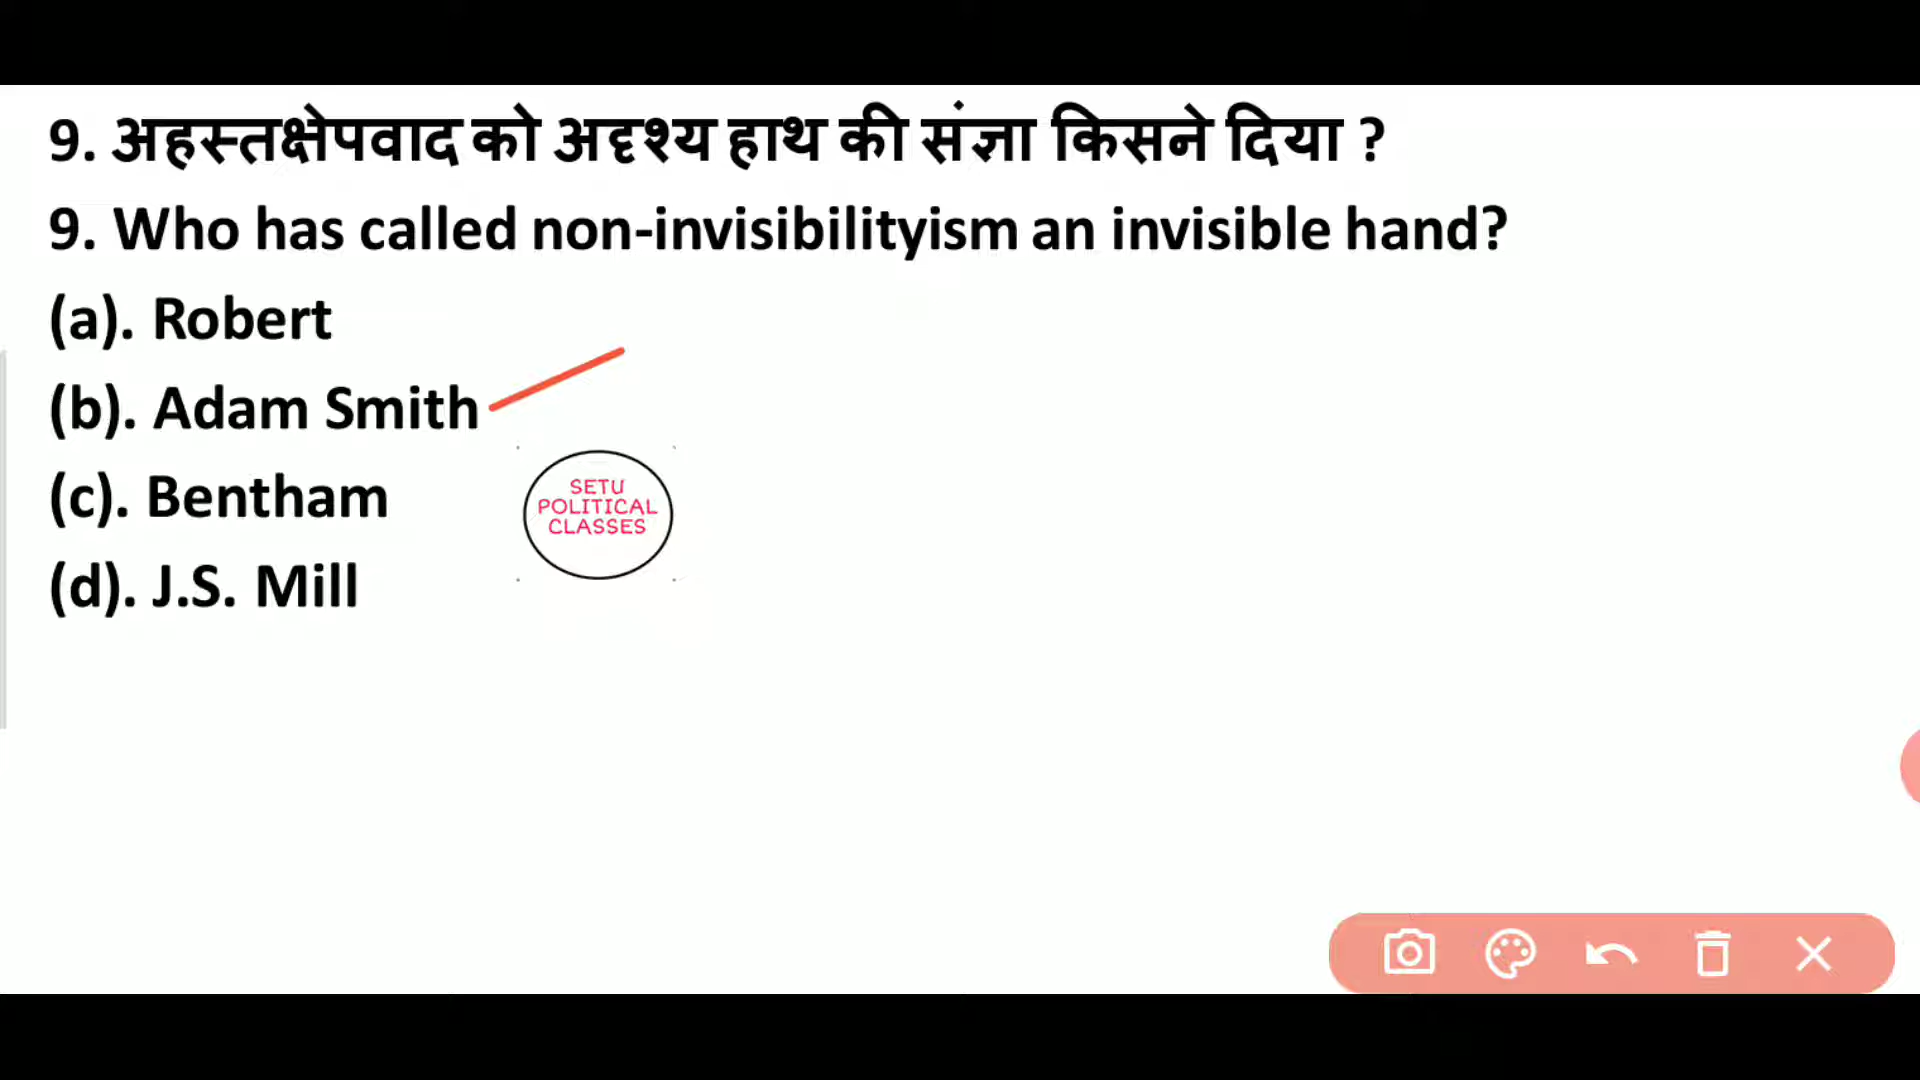 9. अहस्तक्षेपवाद को अदृश्य हाथ की संज्ञा किसने दिया ?
9. Who has called non-invisibilityism an invisible hand?
(a). Robert
(b). Adam Smith
(c). Bentham
(d). J.S. Mill
SETU
POLITICAL
CLASSES